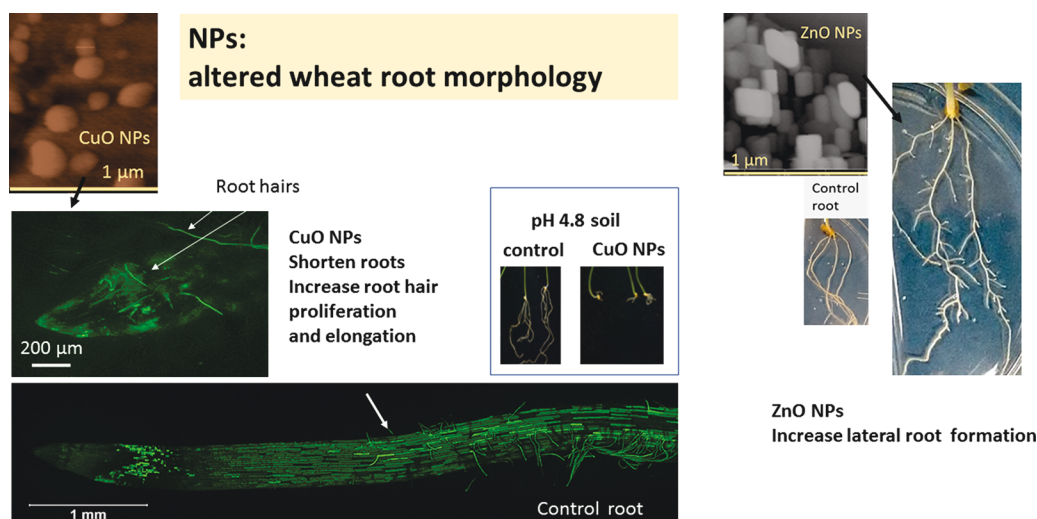 NPs:
altered wheat root morphology
CuO NPs
1 µm
Root hairs
200 µm
CuO NPs
Shorten roots
Increase root hair
proliferation
and elongation
pH 4.8 soil
control CuO NPs
1 mm
Control root
ZnO NPs
1 µm
Control
root
ZnO NPs
Increase lateral root formation